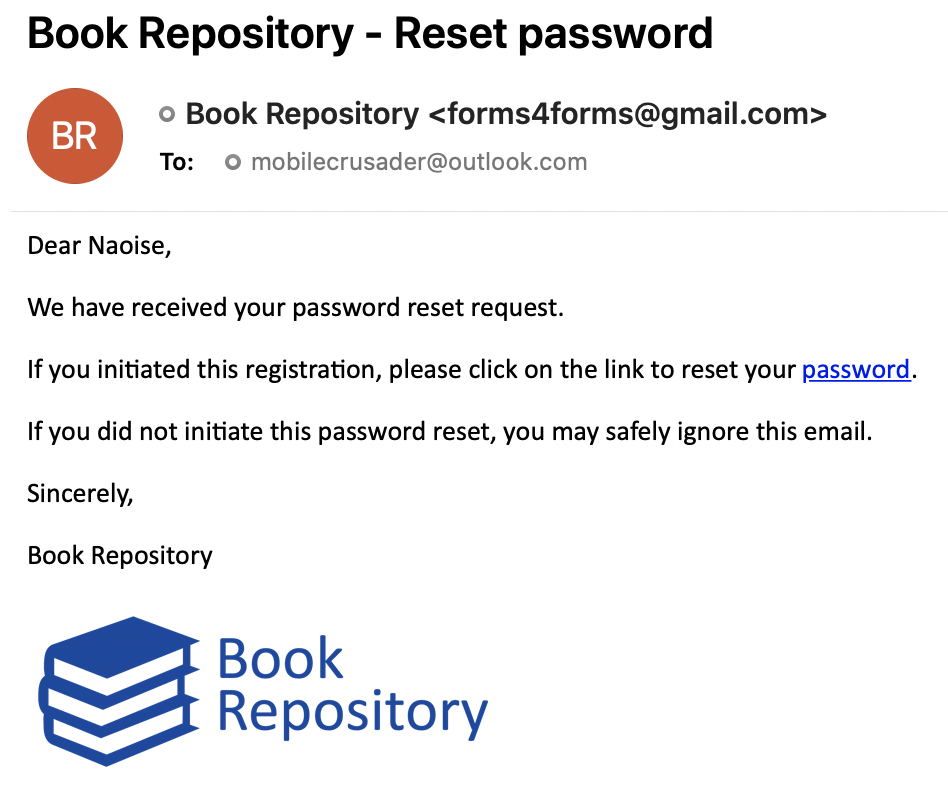 Book Repository - Reset password
BR
Book Repository <forms4forms@gmail.com>
To: mobilecrusader@outlook.com
Dear Naoise,
We have received your password reset request.
If you initiated this registration, please click on the link to reset your password.
If you did not initiate this password reset, you may safely ignore this email.
Sincerely,
Book Repository
Book
Repository